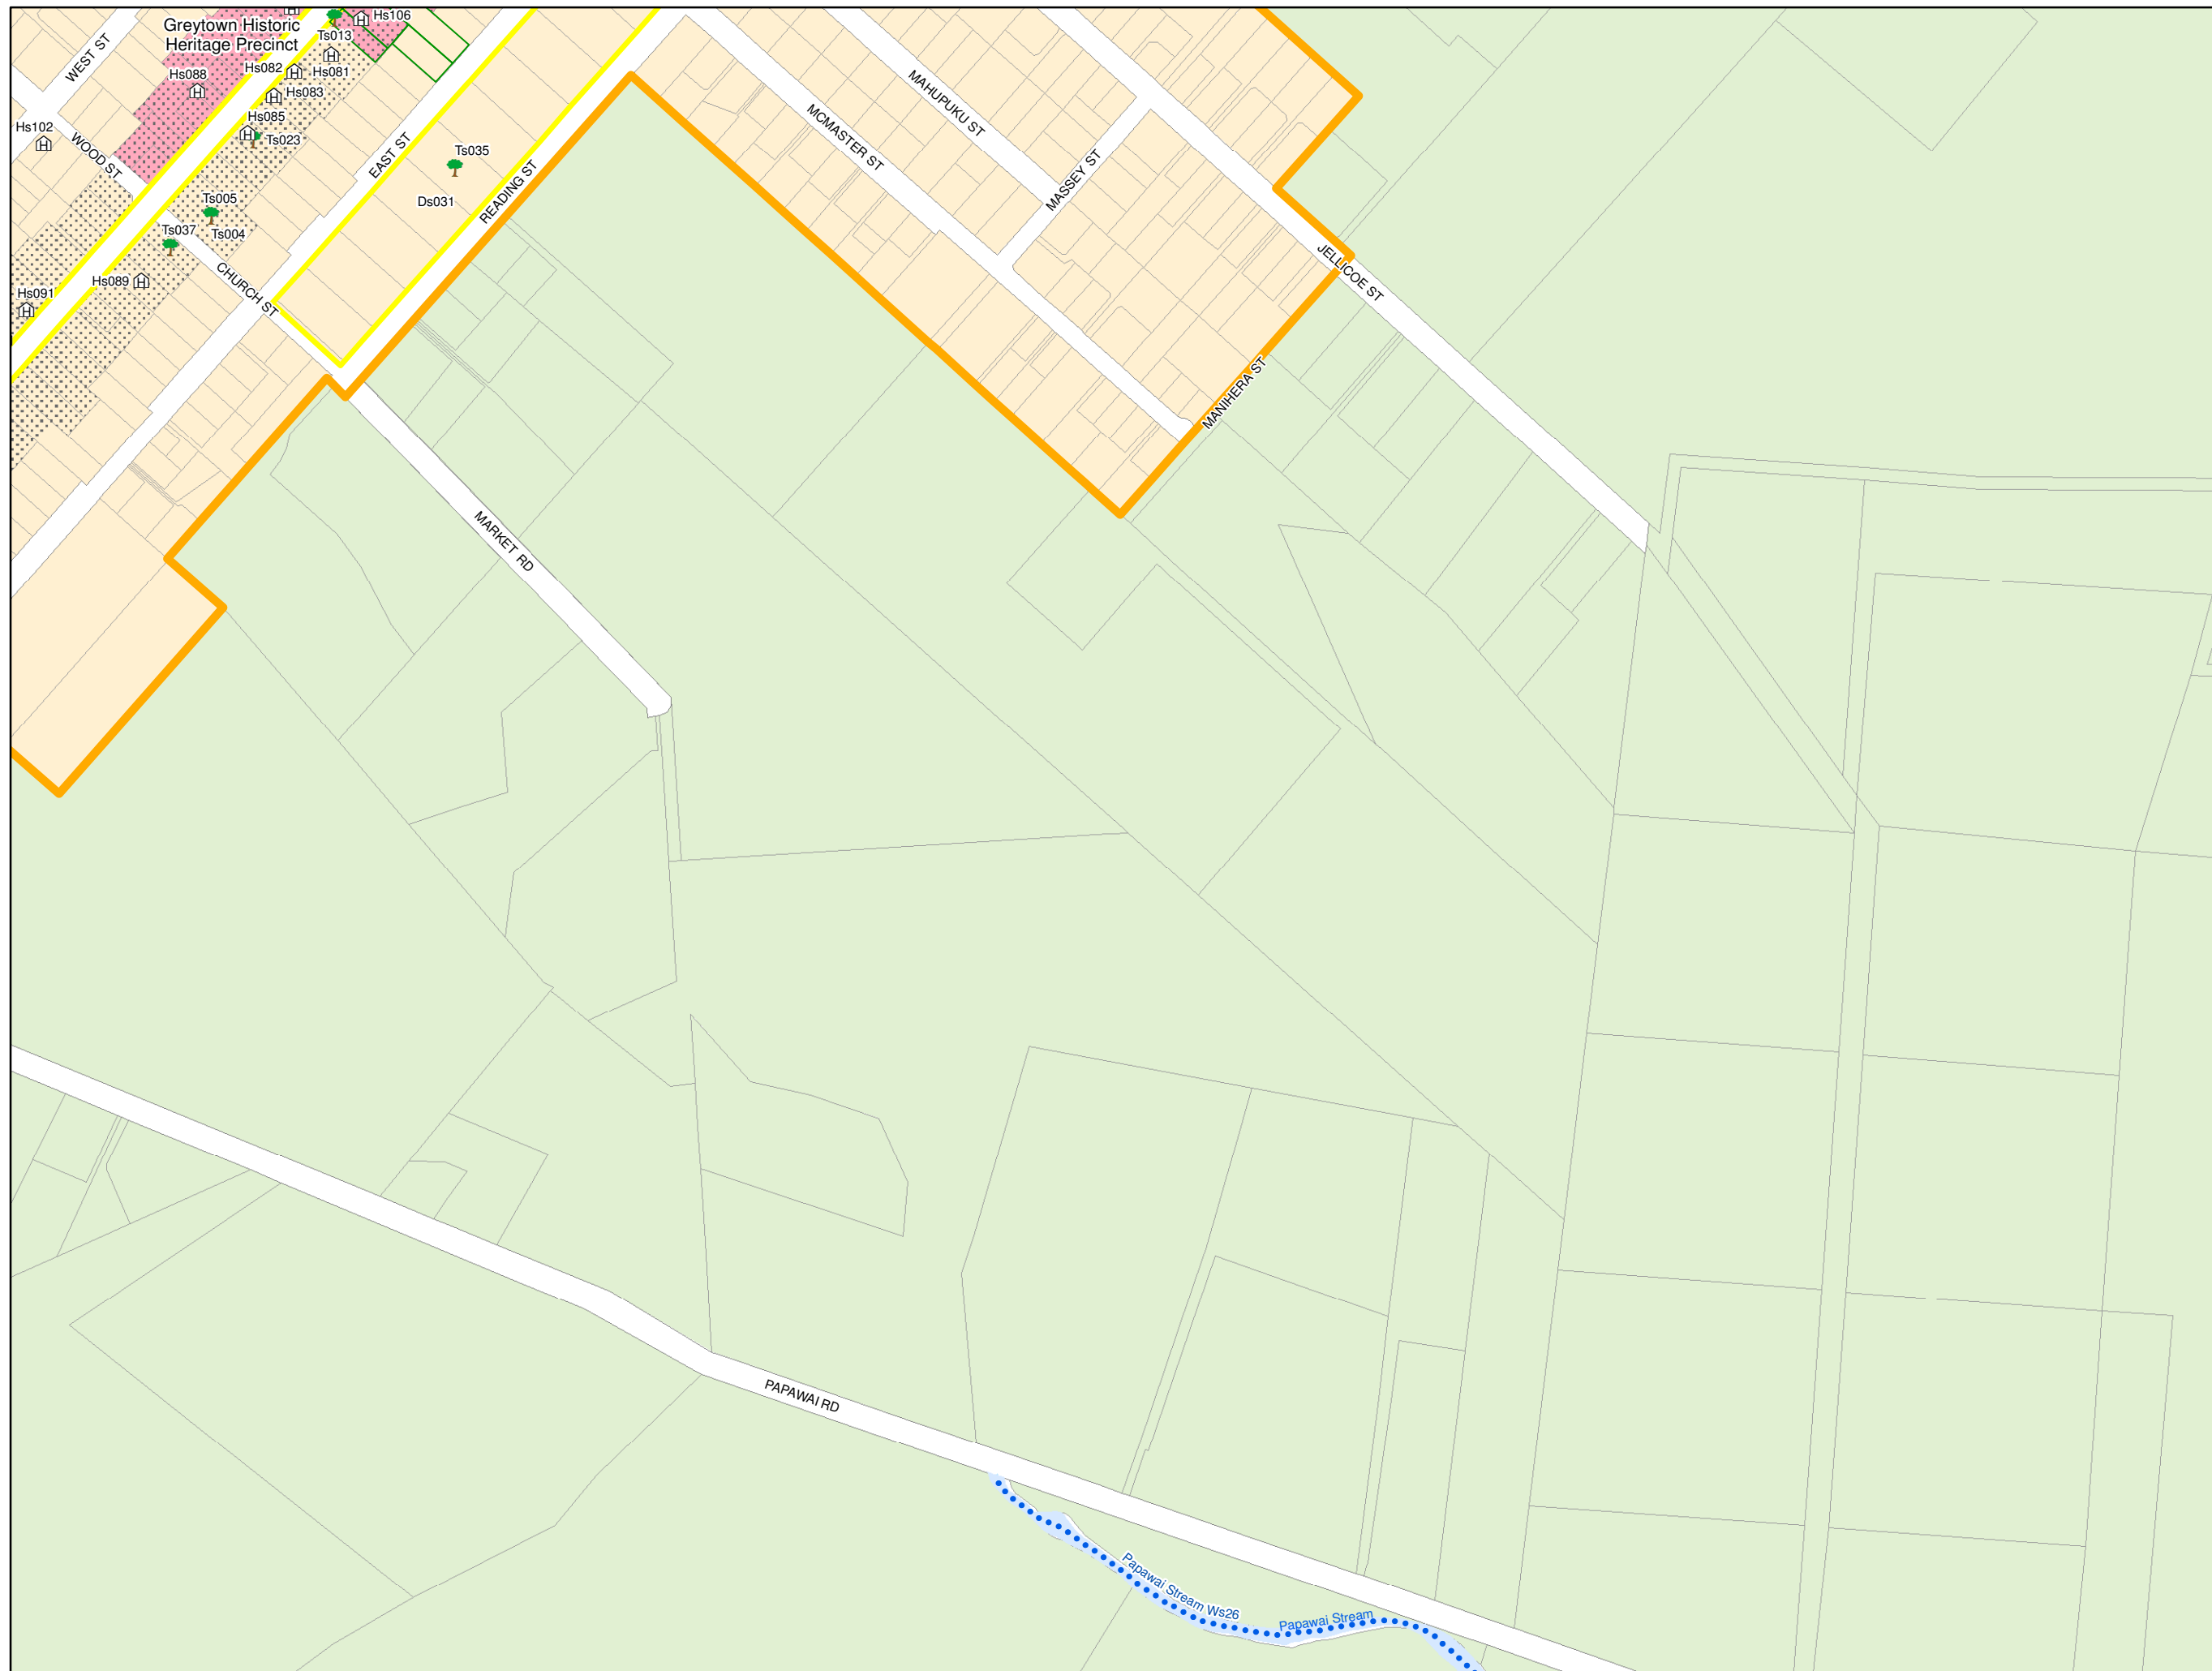 Greytown Historic
Heritage Precinct
Hs106
Ts013
WEST ST
Hs088
Hs082
Hs081
Hs083
Hs085
Ts023
Hs102
WOOD ST
EAST ST
Ts035
Ds031
READING ST
MAHUPUKU ST
MCMASTER ST
MASSEY ST
Ts005
Ts004
Ts037
Hs089
Hs091
CHURCH ST
JELLICOE ST
MANIHERA ST
MARKET RD
PAPAWAI RD
Papawai Stream Ws26
Papawai Stream